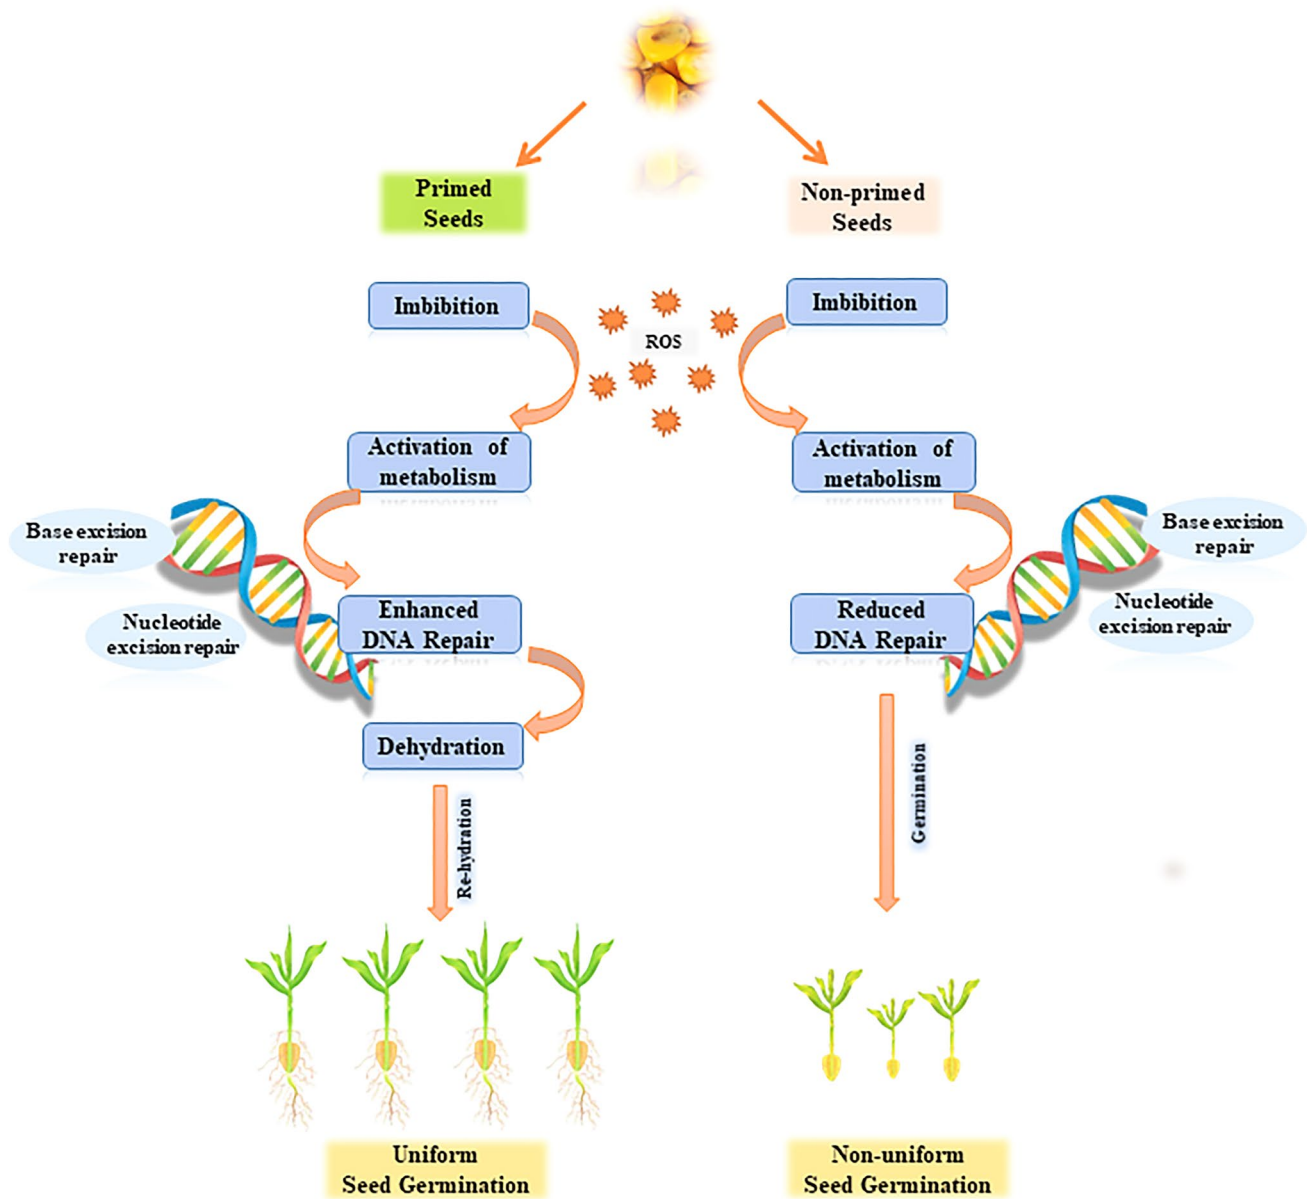 Primed
Seeds
Non-primed
Seeds
Imbibition
Imbibition
ROS
Activation of
metabolism
Activation of
metabolism
Base excision
repair
Base excision
repair
Nucleotide
excision repair
Enhanced
DNA Repair
Reduced
DNA Repair
Nucleotide
excision repair
Dehydration
Re-hydration
Germination
Uniform
Seed Germination
Non-uniform
Seed Germination